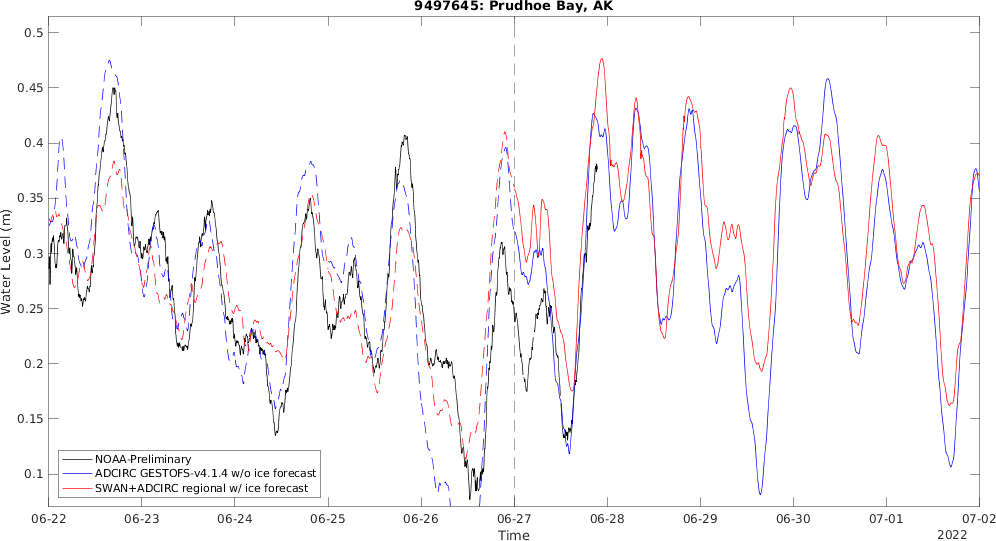 9497645: Prudhoe Bay, AK
0.5
0.45
0.4
0.35
0.3
0.25
0.2
0.15
0.1
Water Level (m)
NOAA-Preliminary
ADCIRC GESTOFS-v4.1.4 w/o ice forecast
SWAN+ADCIRC regional w/ ice forecast
06-22 06-23 06-24 06-25 06-26 06-27 06-28 06-29 06-30 07-01 07-02
Time
2022